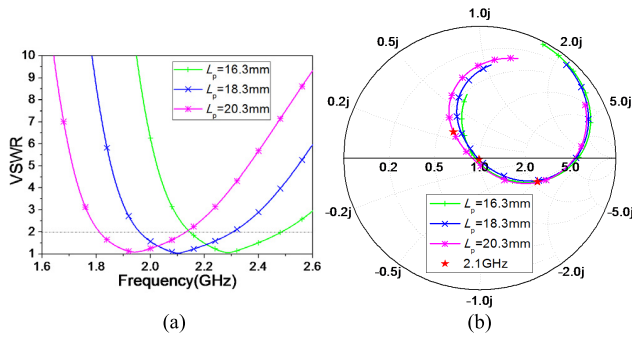 10
9
8
7
6
5
4
3
2
1
VSWR
1.6 1.8 2.0 2.2 2.4 2.6
Frequency(GHz)
Lp=16.3mm
Lp=18.3mm
Lp=20.3mm
(a)
1.0j
0.5j 2.0j
0.2j 5.0j
0.2 0.5 1.0 2.0 5.0
-0.2j -5.0j
-0.5j -2.0j
-1.0j
Lp=16.3mm
Lp=18.3mm
Lp=20.3mm
2.1GHz
(b)